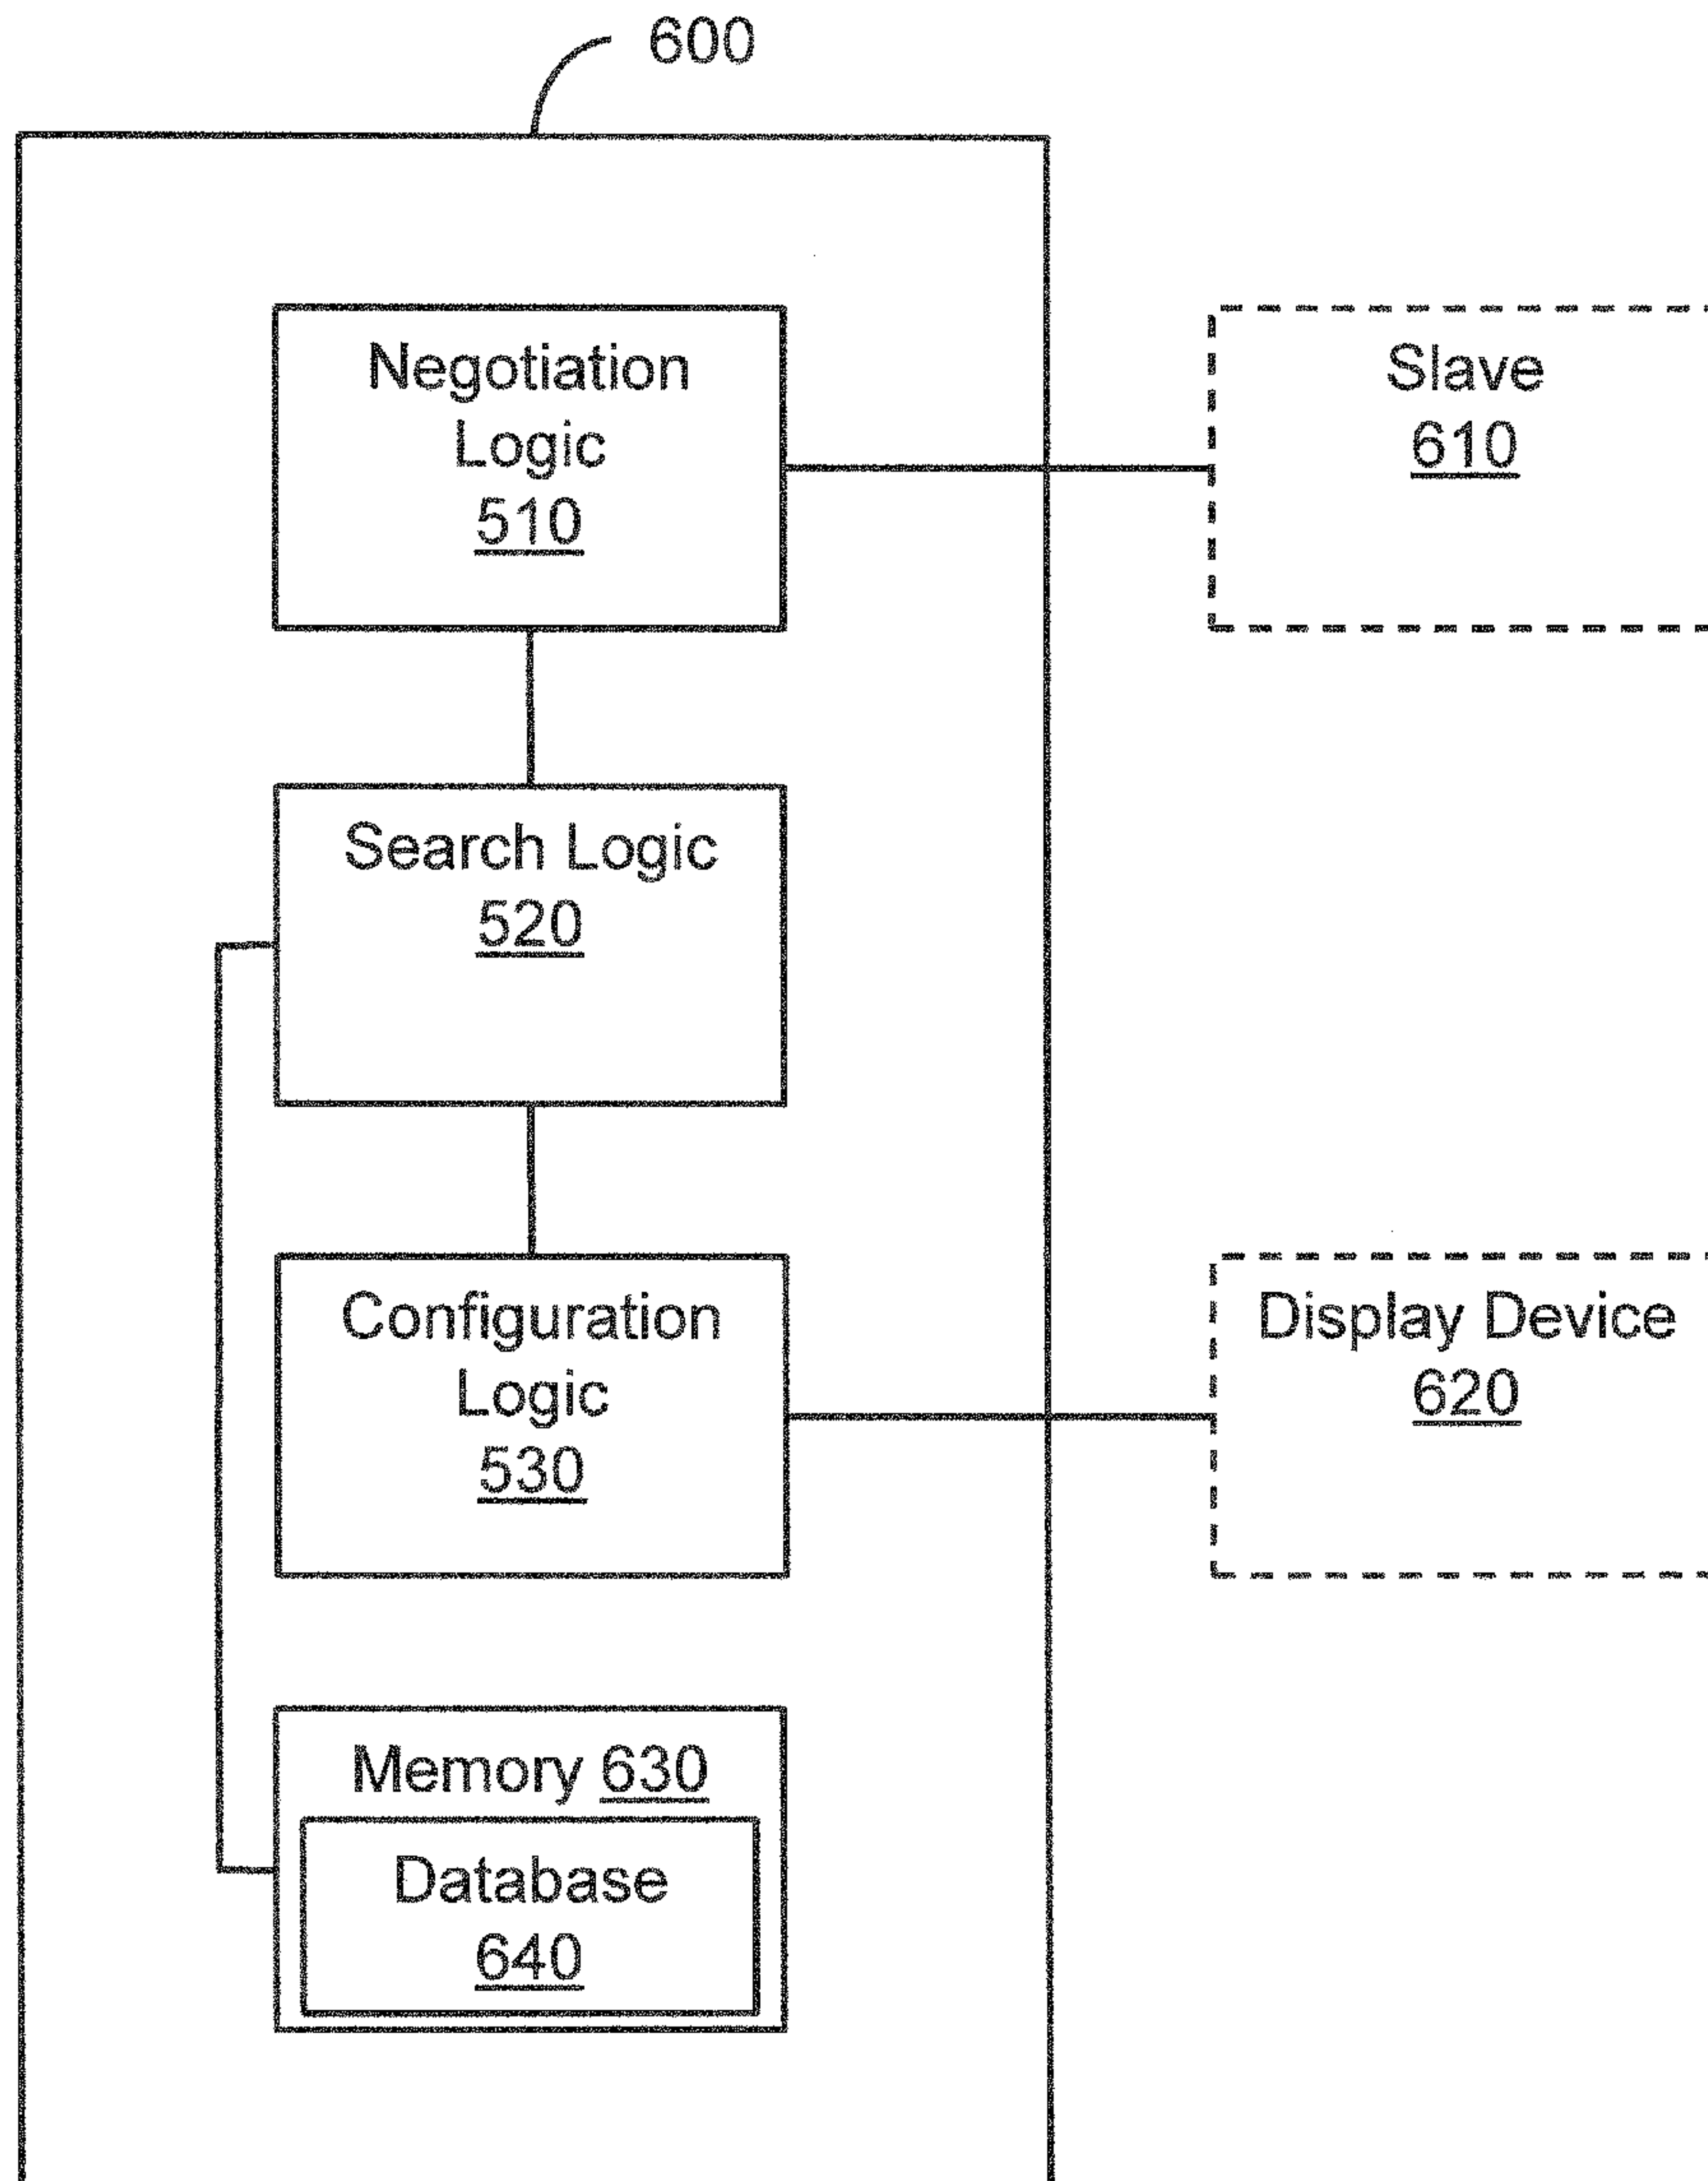 600
Negotiation
Logic
510
Slave
610
Search Logic
520
Configuration
Logic
530
Display Device
620
Memory 630
Database
640